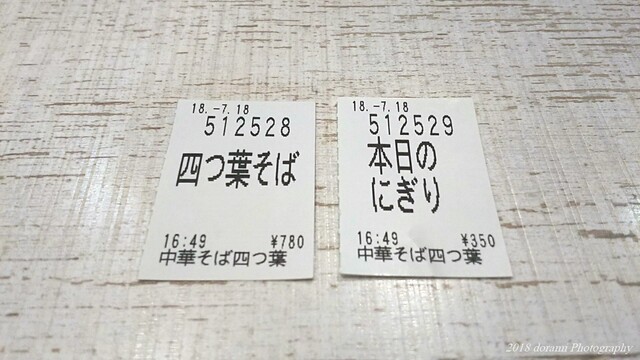 18.-7.18
512528
四つ葉そば
16:49 ¥780
中華そば四つ葉
18.-7.18
512529
本日の
にぎり
16:49 ¥350
中華そば四つ葉
2018 dorami Photography